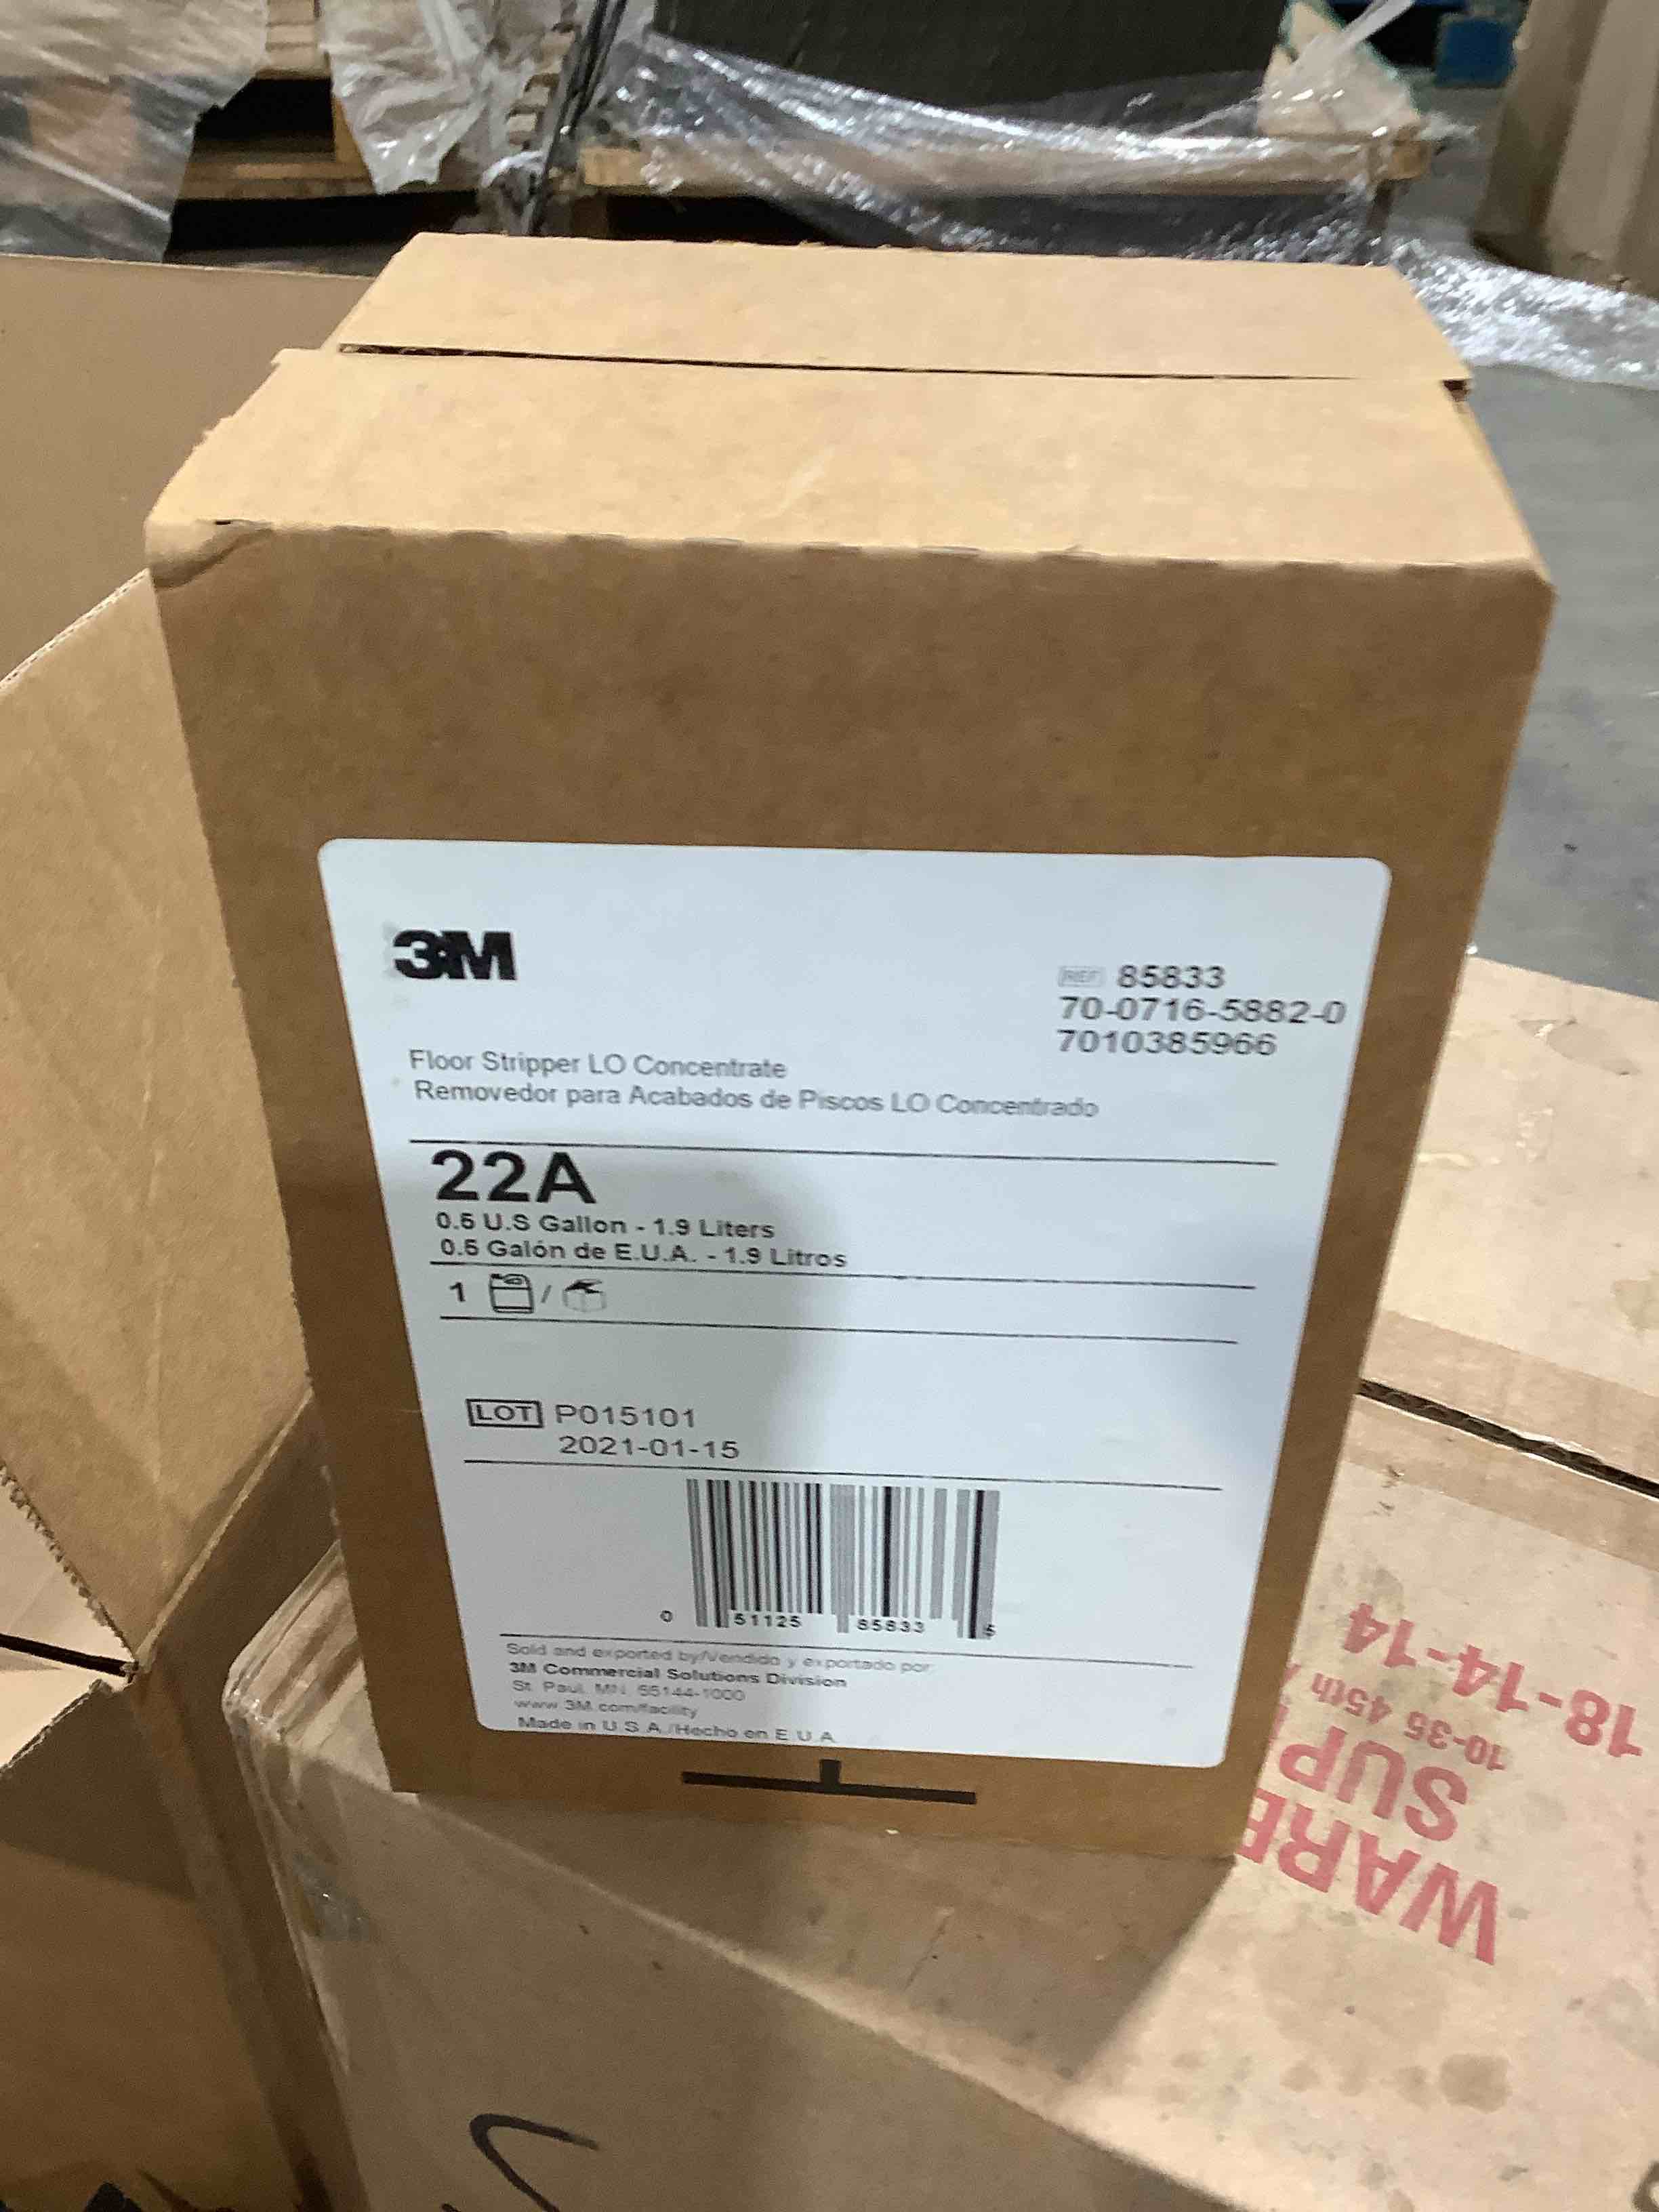 3M
REF 85833
70-0716-5882-0
7010385966
Floor Stripper LO Concentrate
Removedor para Acabados de Piscos LO Concentrado
22A
0.5 U.S Gallon - 1.9 Liters
0.5 Galón de E.U.A. - 1.9 Litros
1 /
LOT P015101
2021-01-15
0 51125 85833 5
Sold and exported by/Vendido y exportado por:
3M Commercial Solutions Division
St. Paul, MN 55144-1000
www.3M.com/facility
Made in U.S.A./Hecho en E.U.A.
WARE
SUP
10-35 45th
18-14-14